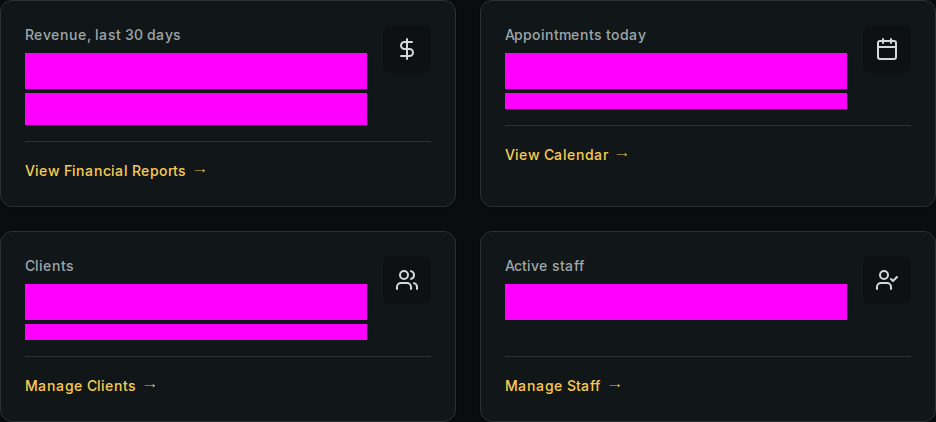 Revenue, last 30 days
View Financial Reports →
Appointments today
View Calendar →
Clients
Manage Clients →
Active staff
Manage Staff →